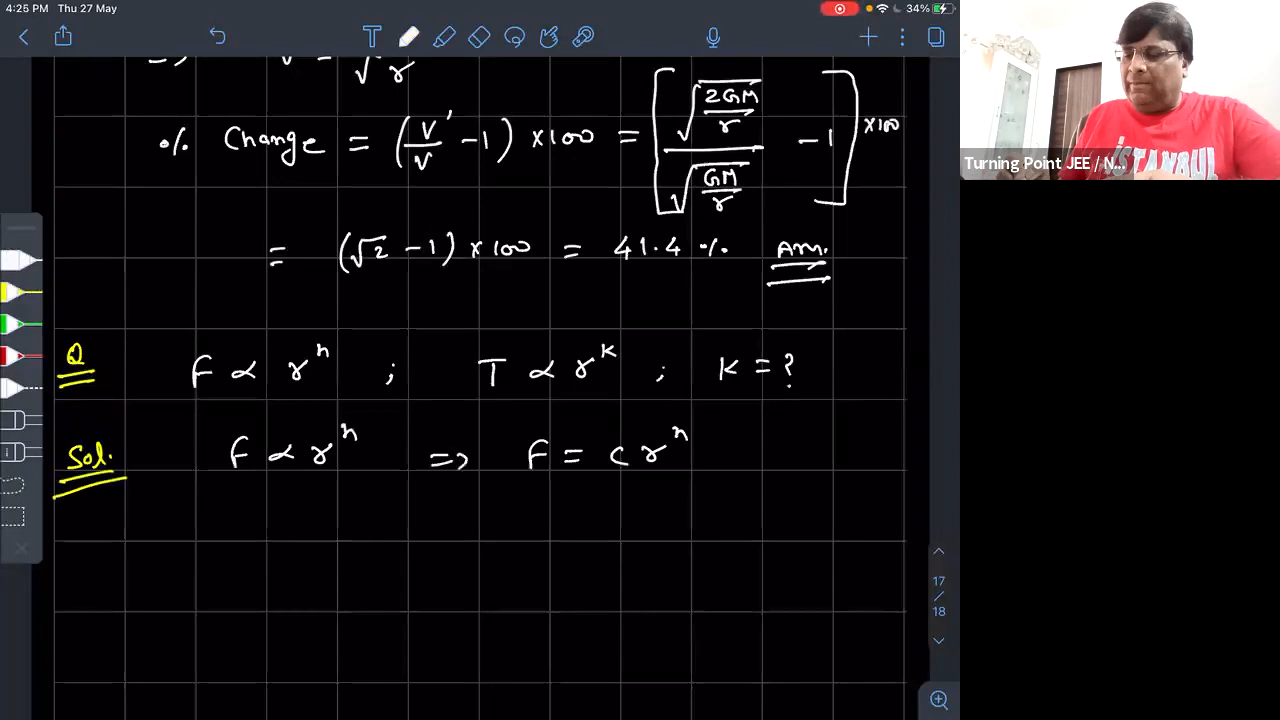 4:25 PM Thu 27 May
34%
=> V = √ r
% Change = (V'/V - 1) × 100 = [√(2GM/r) / √(GM/r) - 1] × 100
= (√2 - 1) × 100 = 41.4 % Ans.
Q F ∝ r^n ; T ∝ r^k ; K = ?
Sol. F ∝ r^n => F = c r^n
17
/
18
Turning Point JEE / N...
İSTANBUL